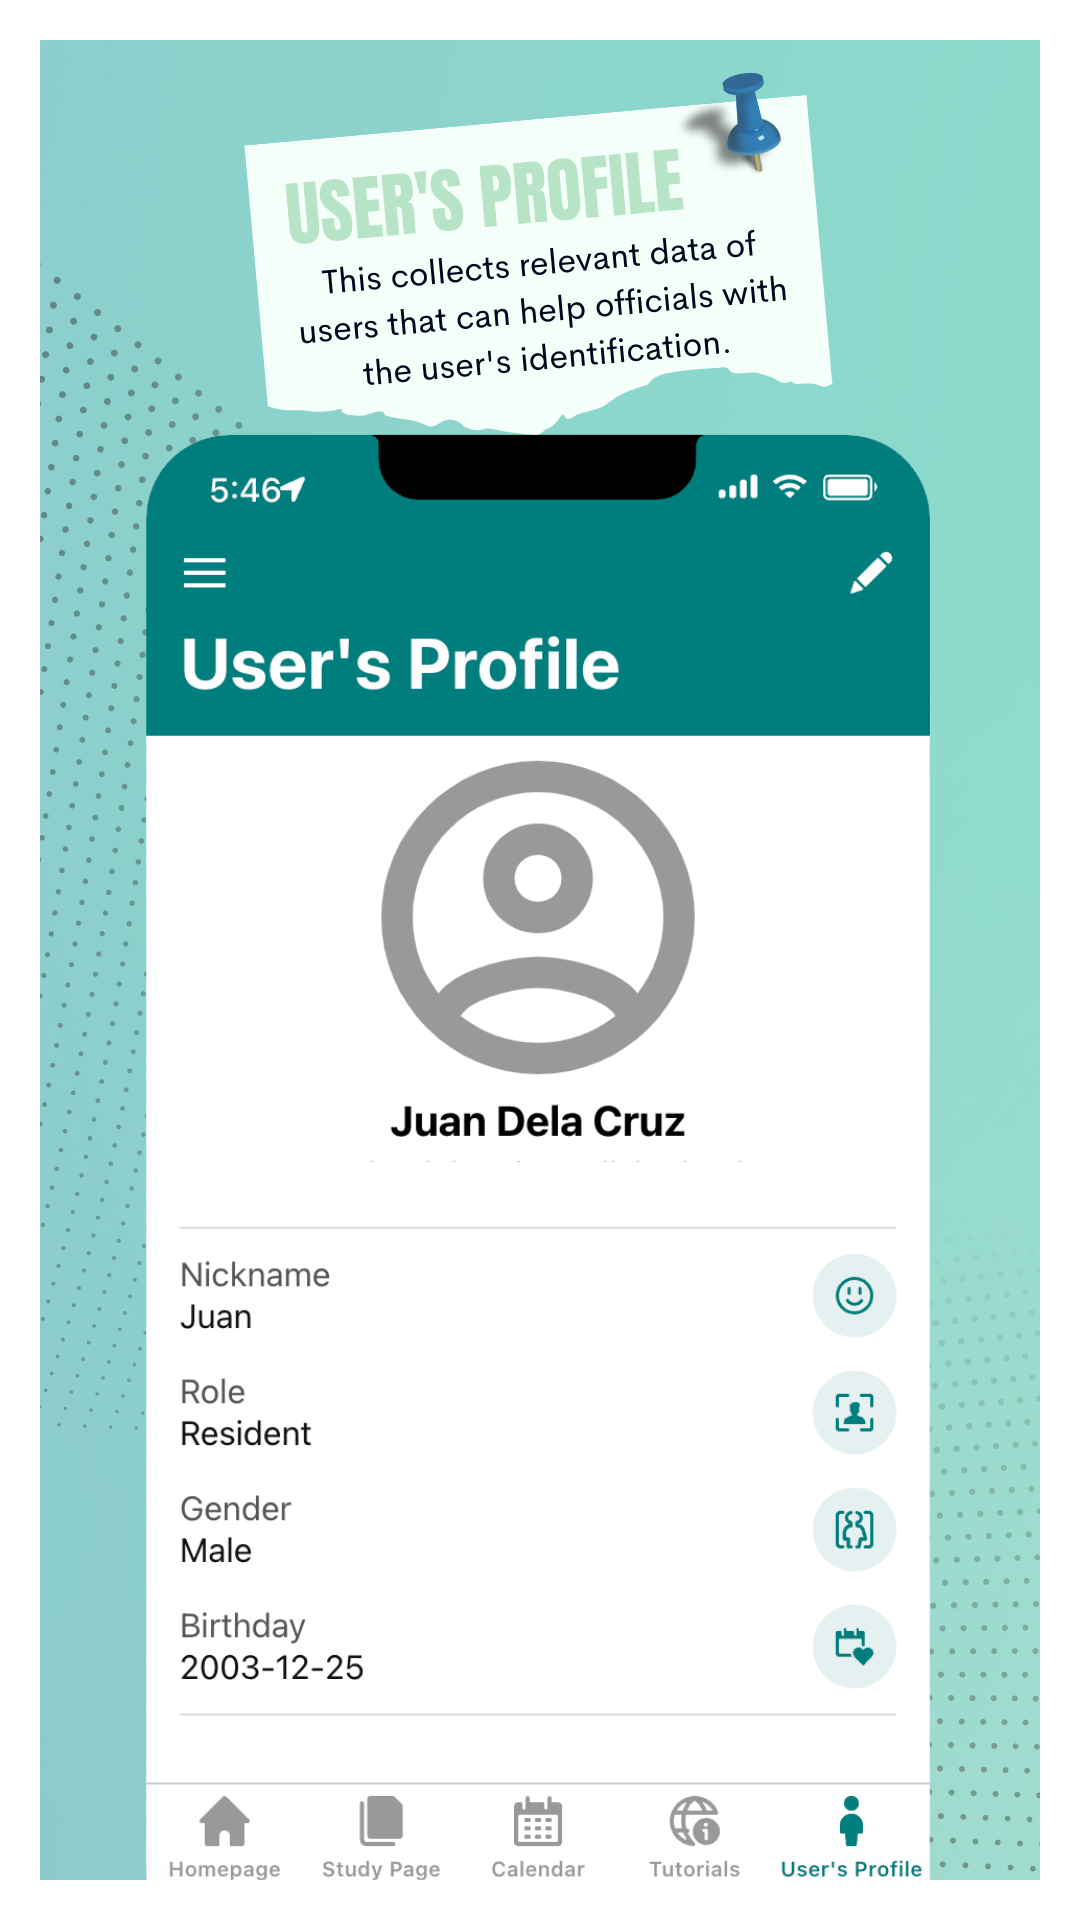 USER'S PROFILE
This collects relevant data of
users that can help officials with
the user's identification.
5:46
User's Profile
Juan Dela Cruz
Nickname
Juan
Role
Resident
Gender
Male
Birthday
2003-12-25
Homepage
Study Page
Calendar
Tutorials
User's Profile